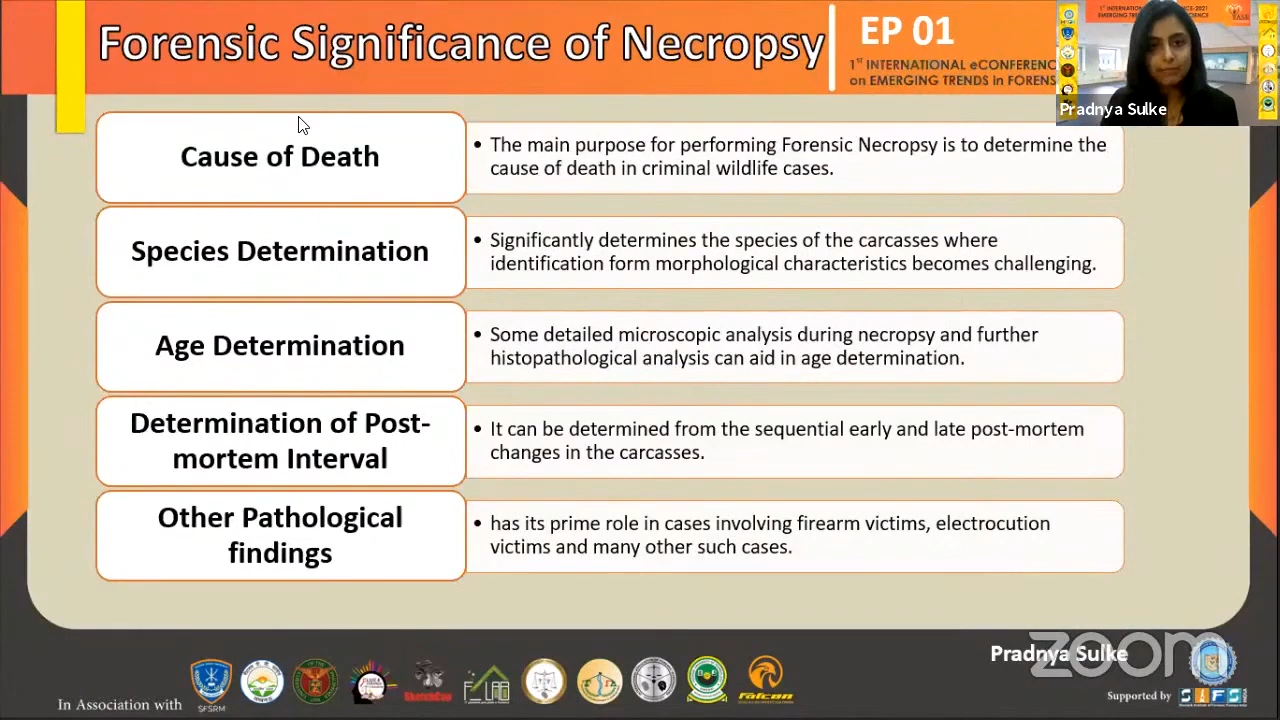 Forensic Significance of Necropsy
EP 01
1ST INTERNATIONAL eCONFERENC
on EMERGING TRENDS in FORENS
Pradnya Sulke
Cause of Death
• The main purpose for performing Forensic Necropsy is to determine the
cause of death in criminal wildlife cases.
Species Determination
• Significantly determines the species of the carcasses where
identification form morphological characteristics becomes challenging.
Age Determination
• Some detailed microscopic analysis during necropsy and further
histopathological analysis can aid in age determination.
Determination of Post-
mortem Interval
• It can be determined from the sequential early and late post-mortem
changes in the carcasses.
Other Pathological
findings
• has its prime role in cases involving firearm victims, electrocution
victims and many other such cases.
Pradnya Sulke
zoom
In Association with
SFSRM
falcon
Supported by
SIFS